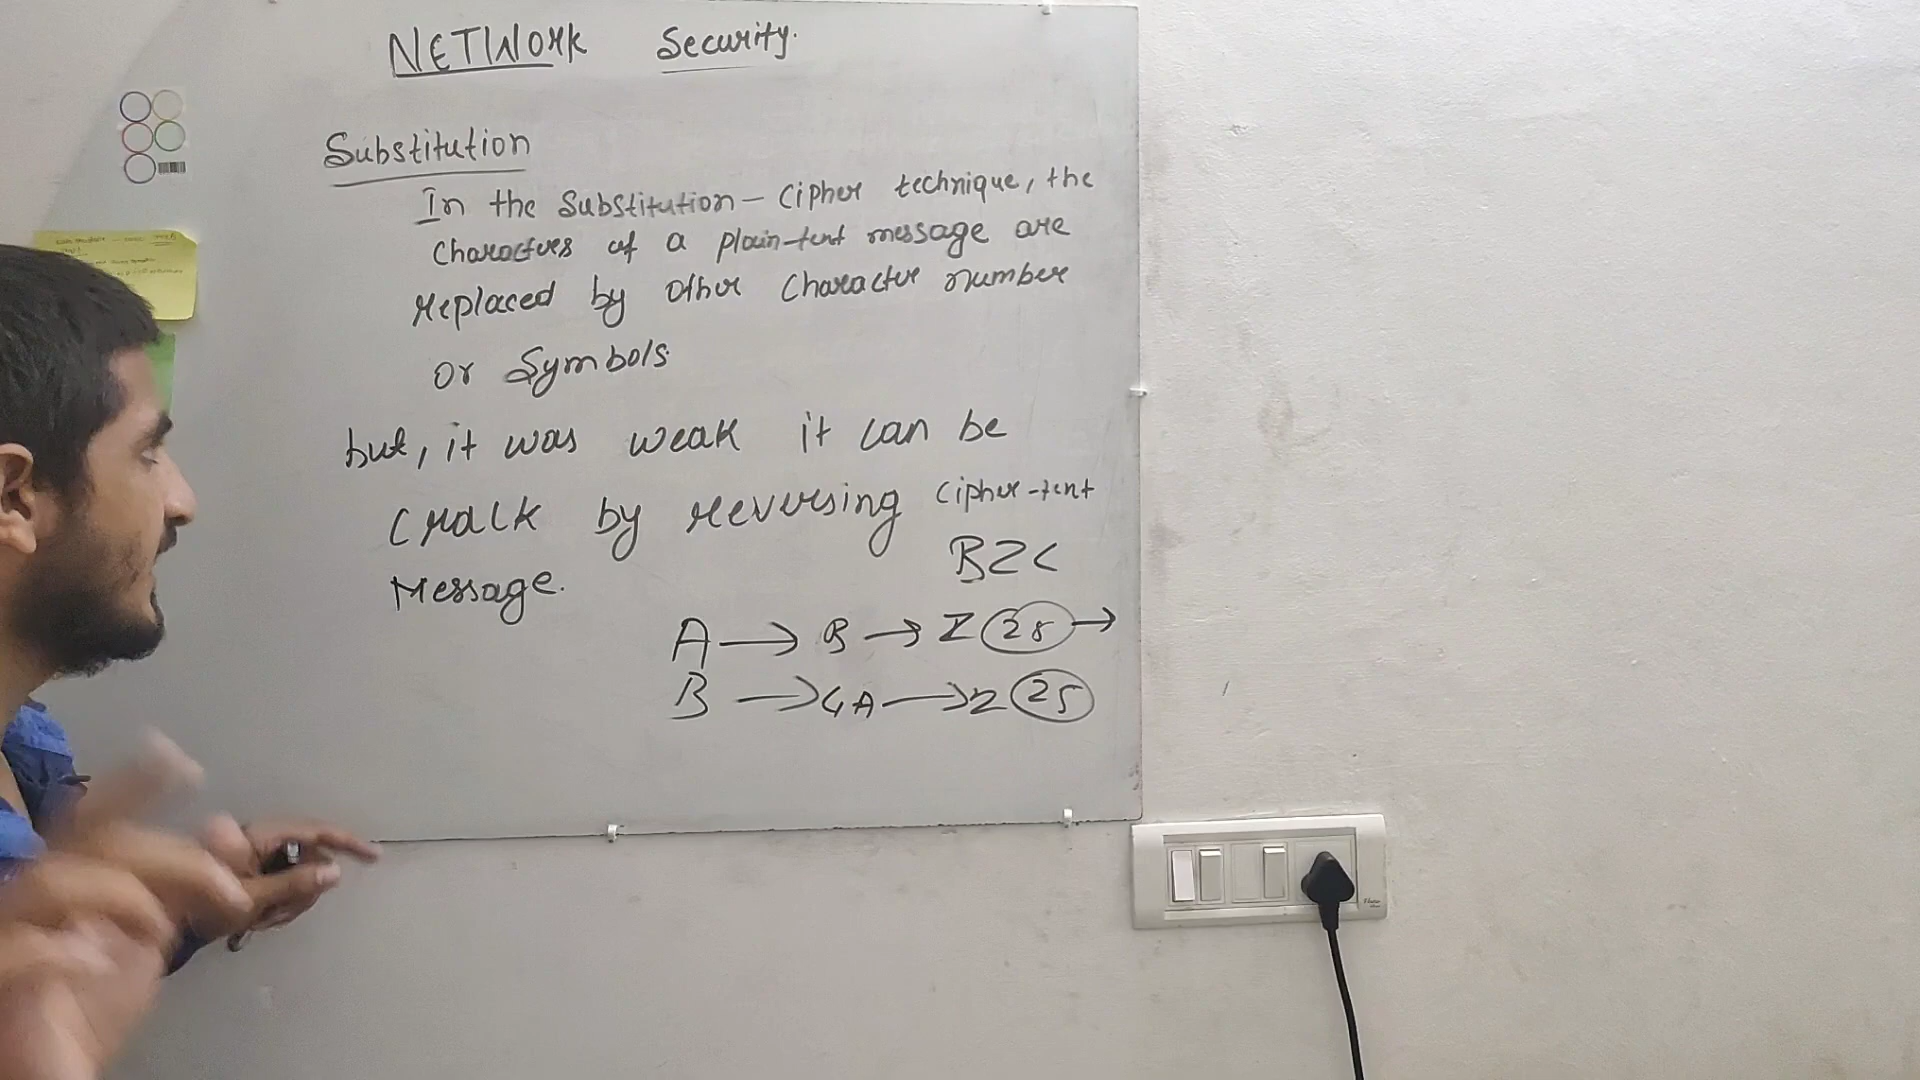 NETWORK Security.
Substitution
In the Substitution - Cipher technique, the
Characters of a plain-text message are
replaced by other character number
or Symbols.
but, it was weak it can be
crack by reversing cipher-text
Message.
BZC
A → B → Z 25 →
B → C A → Z 25